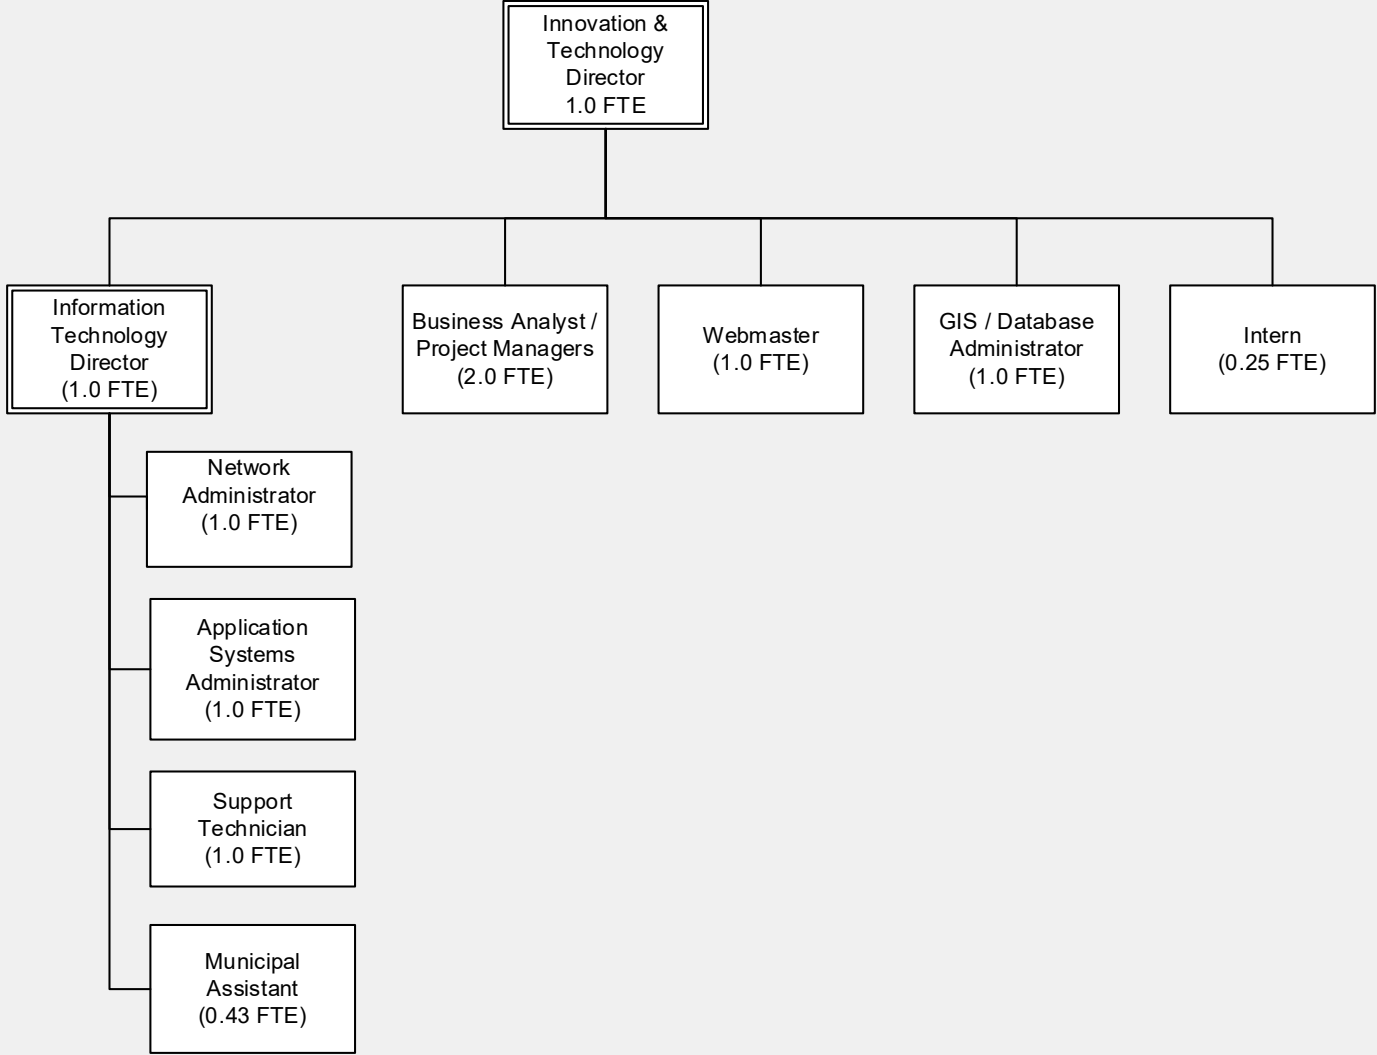 Innovation &
Technology
Director
1.0 FTE
Information
Technology
Director
(1.0 FTE)
Business Analyst /
Project Managers
(2.0 FTE)
Webmaster
(1.0 FTE)
GIS / Database
Administrator
(1.0 FTE)
Intern
(0.25 FTE)
Network
Administrator
(1.0 FTE)
Application
Systems
Administrator
(1.0 FTE)
Support
Technician
(1.0 FTE)
Municipal
Assistant
(0.43 FTE)